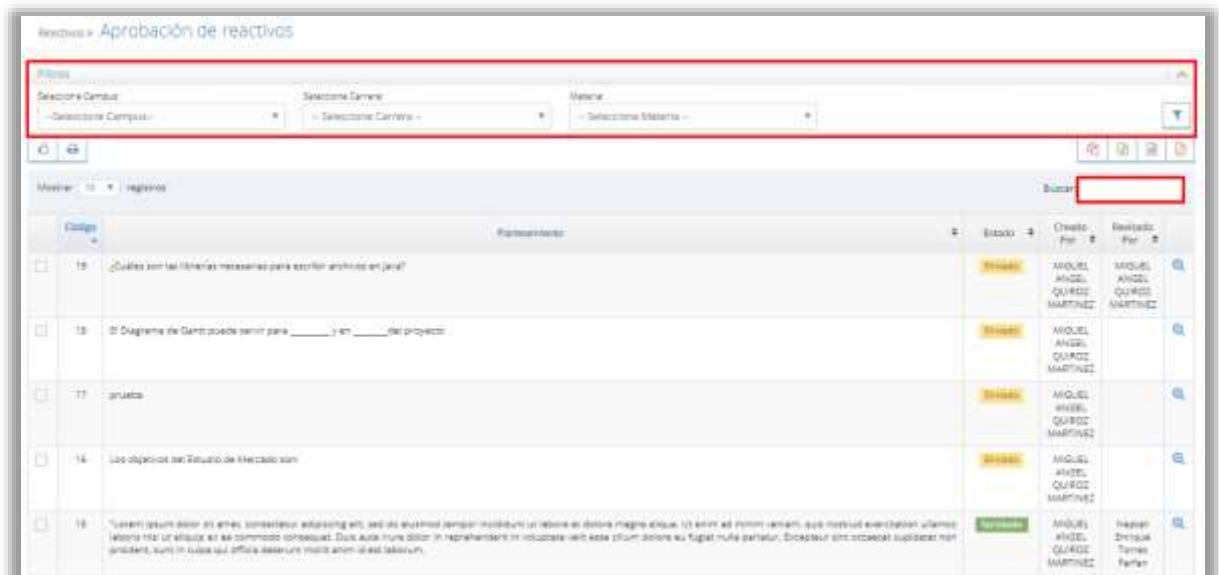 Reactivos » Aprobación de reactivos
Filtros
Seleccione Campus Seleccione Carrera Materia
--Seleccione Campus-- -- Seleccione Carrera -- -- Seleccione Materia --
Mostrar 10 registros Buscar
Código Planteamiento Estado Creado Por Revisado Por
19 ¿Cuáles son las librerías necesarias para escribir archivos en java? Enviado MIGUEL ANGEL QUIROZ MARTINEZ MIGUEL ANGEL QUIROZ MARTINEZ
18 El Diagrama de Gantt puede servir para ________ y en ______ del proyecto Enviado MIGUEL ANGEL QUIROZ MARTINEZ
17 prueba Enviado MIGUEL ANGEL QUIROZ MARTINEZ
16 Los objetivos del Estudio de Mercado son: Enviado MIGUEL ANGEL QUIROZ MARTINEZ
"Lorem ipsum dolor sit amet, consectetur adipiscing elit, sed do eiusmod tempor incididunt ut labore et dolore magna aliqua. Ut enim ad minim veniam, quis nostrud exercitation ullamco
laboris nisi ut aliquip ex ea commodo consequat. Duis aute irure dolor in reprehenderit in voluptate velit esse cillum dolore eu fugiat nulla pariatur. Excepteur sint occaecat cupidatat non
proident, sunt in culpa qui officia deserunt mollit anim id est laborum.
Aprobado MIGUEL ANGEL QUIROZ MARTINEZ Enrique Torres